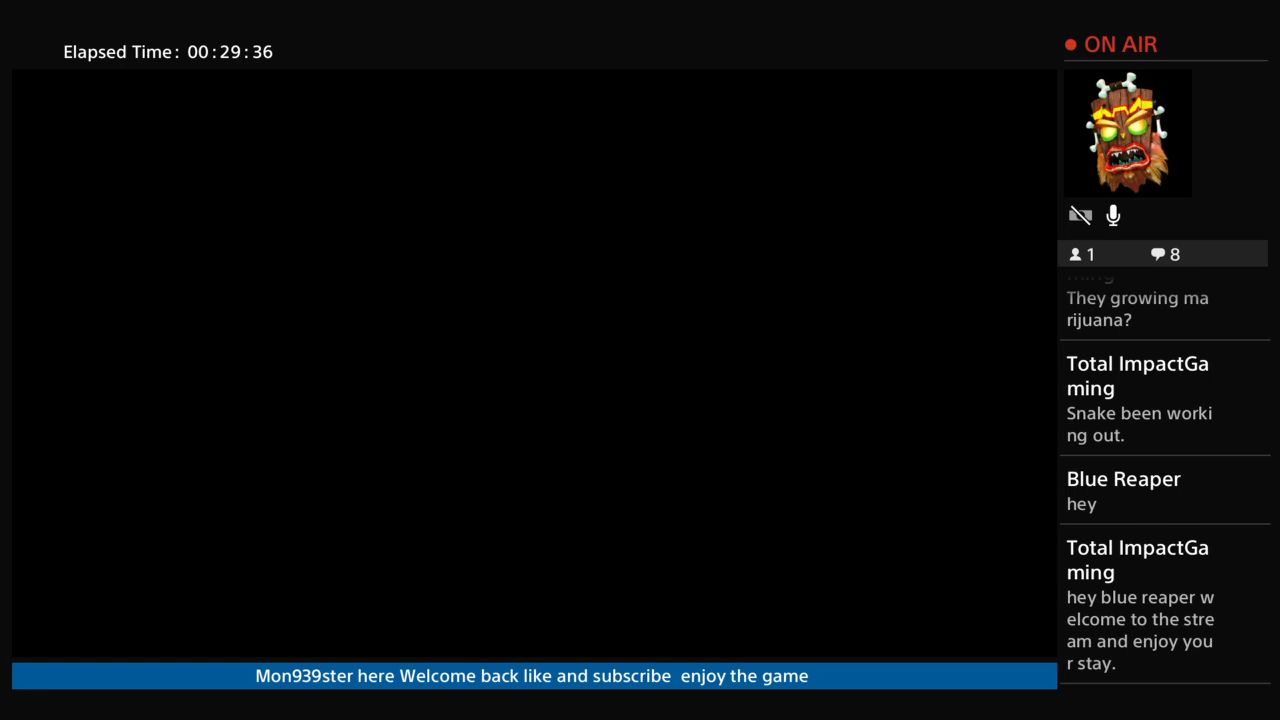 Elapsed Time: 00:29:36
ON AIR
1 8
They growing ma
rijuana?
Total ImpactGa
ming
Snake been worki
ng out.
Blue Reaper
hey
Total ImpactGa
ming
hey blue reaper w
elcome to the stre
am and enjoy you
r stay.
Mon939ster here Welcome back like and subscribe enjoy the game